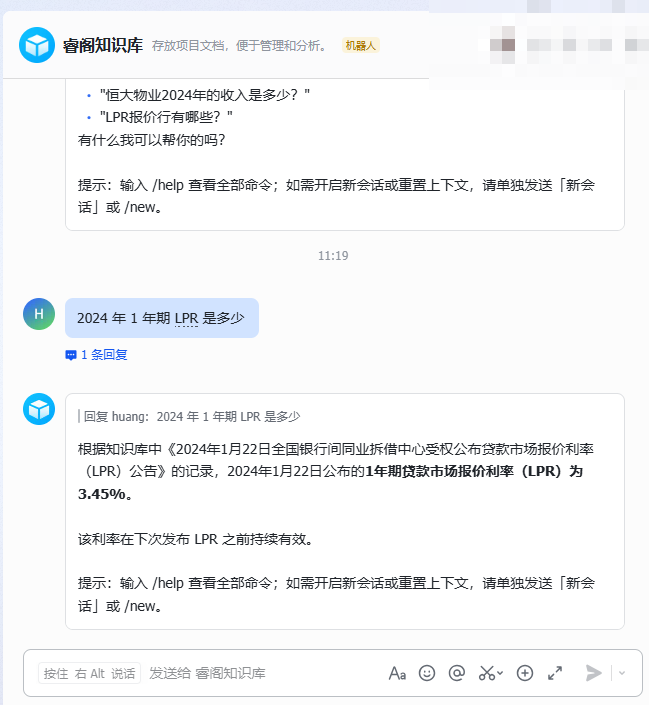 睿阁知识库 存放项目文档，便于管理和分析。 机器人
• "恒大物业2024年的收入是多少？"
• "LPR报价行有哪些？"
有什么我可以帮你的吗？
提示：输入 /help 查看全部命令；如需开启新会话或重置上下文，请单独发送「新会
话」或 /new。
11:19
H
2024 年 1 年期 LPR 是多少
1 条回复
回复 huang： 2024 年 1 年期 LPR 是多少
根据知识库中《2024年1月22日全国银行间同业拆借中心受权公布贷款市场报价利率
（LPR）公告》的记录，2024年1月22日公布的1年期贷款市场报价利率（LPR）为
3.45%。
该利率在下次发布 LPR 之前持续有效。
提示：输入 /help 查看全部命令；如需开启新会话或重置上下文，请单独发送「新会
话」或 /new。
按住 右 Alt 说话 发送给 睿阁知识库 Aa